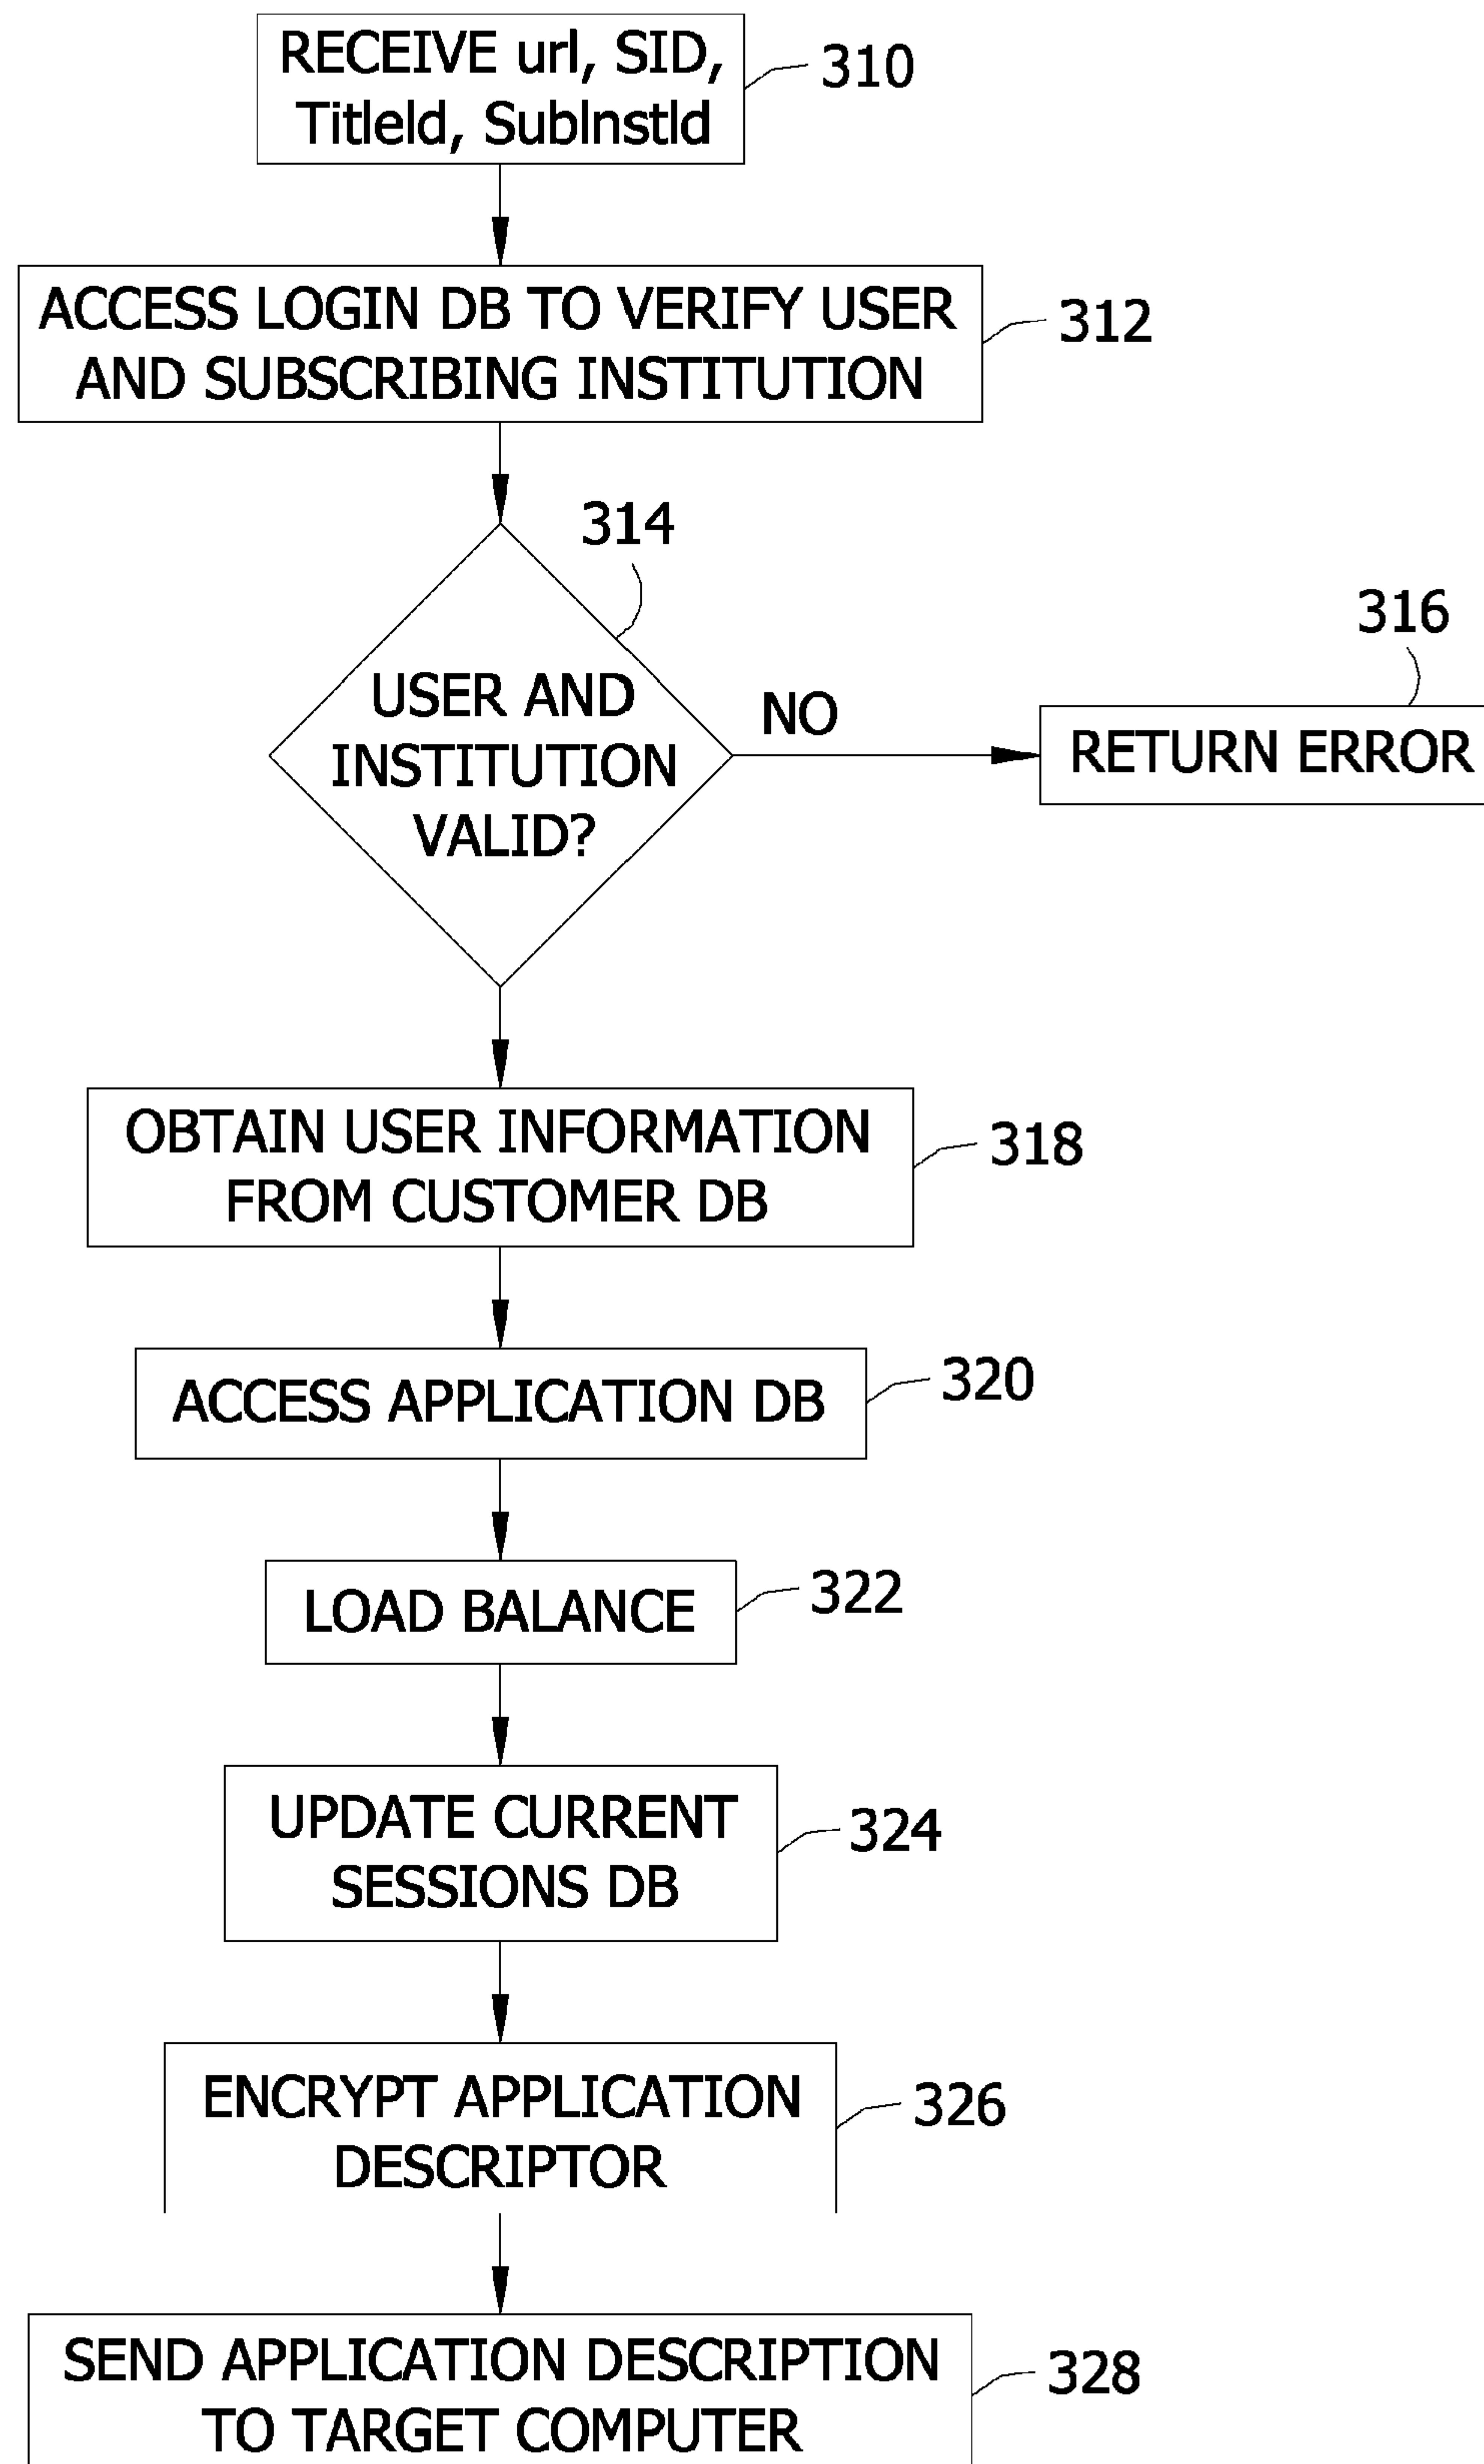 RECEIVE url, SID,
TitleId, SubInstId
310
ACCESS LOGIN DB TO VERIFY USER
AND SUBSCRIBING INSTITUTION
312
314
USER AND
INSTITUTION
VALID?
NO
316
RETURN ERROR
OBTAIN USER INFORMATION
FROM CUSTOMER DB
318
ACCESS APPLICATION DB
320
LOAD BALANCE
322
UPDATE CURRENT
SESSIONS DB
324
ENCRYPT APPLICATION
DESCRIPTOR
326
SEND APPLICATION DESCRIPTION
TO TARGET COMPUTER
328